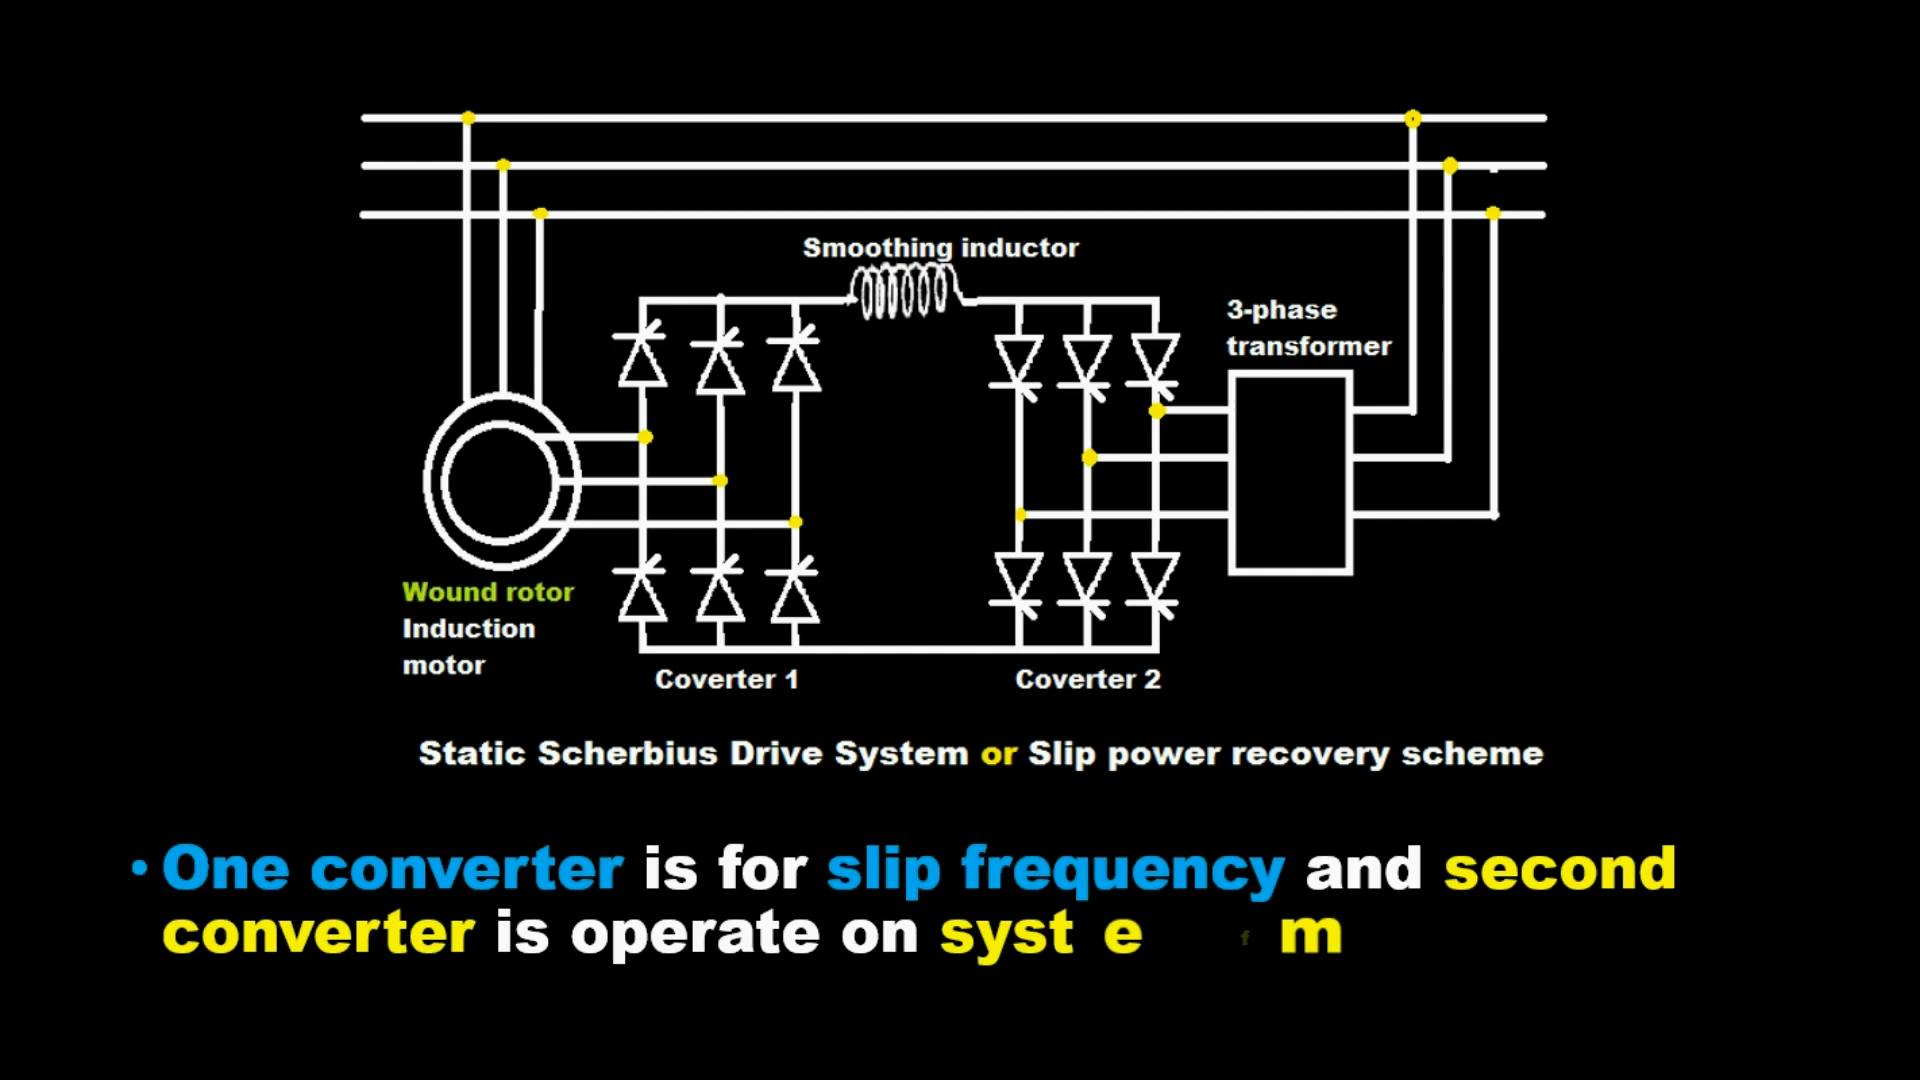 Smoothing inductor
3-phase
transformer
Wound rotor
Induction
motor
Coverter 1
Coverter 2
Static Scherbius Drive System or Slip power recovery scheme
• One converter is for slip frequency and second
converter is operate on syst e f m